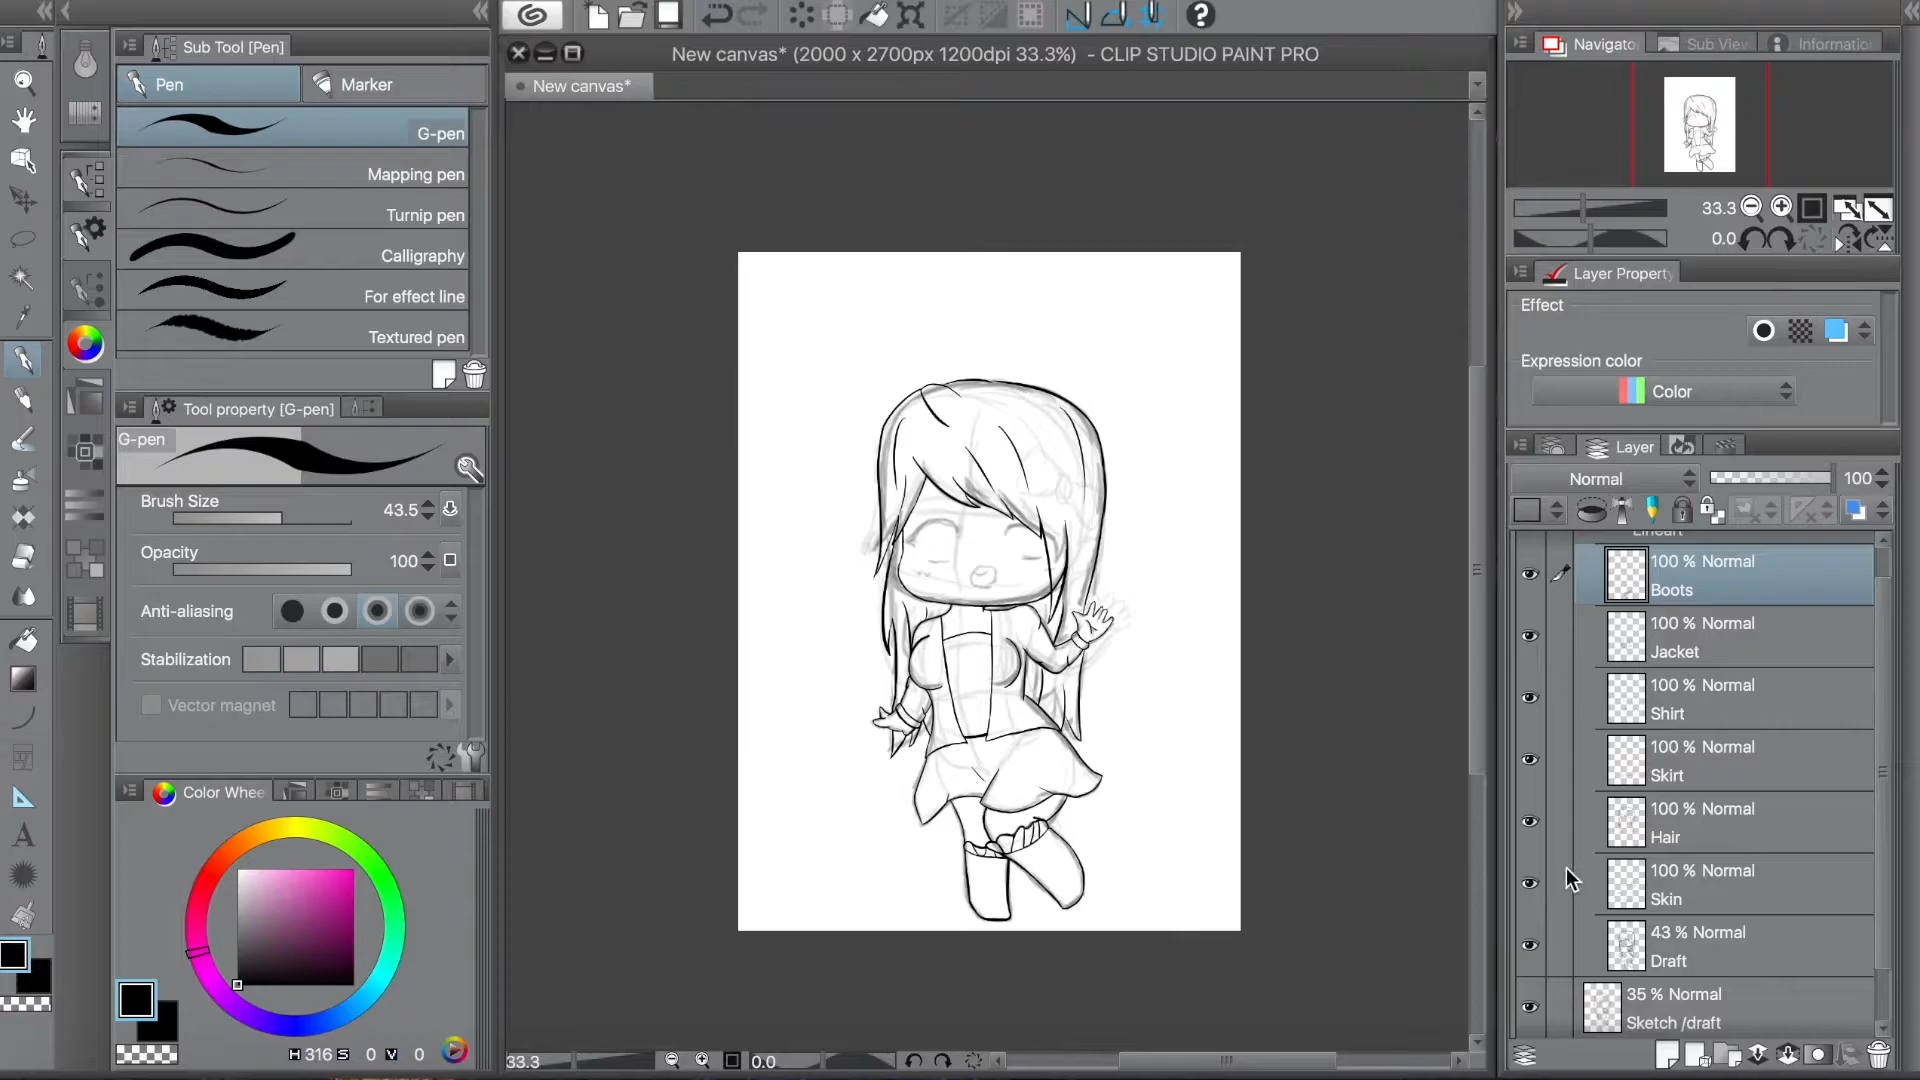 Sub Tool [Pen]
Pen
Marker
G-pen
Mapping pen
Turnip pen
Calligraphy
For effect line
Textured pen
Tool property [G-pen]
G-pen
Brush Size
43.5
Opacity
100
Anti-aliasing
Stabilization
Vector magnet
Color Whee
H 316 S 0 V 0
New canvas* (2000 x 2700px 1200dpi 33.3%) - CLIP STUDIO PAINT PRO
New canvas*
33.3
0.0
Navigato
Sub View
Informatio
33.3
0.0
Layer Property
Effect
Expression color
Color
Layer
Normal
100
Lineart
100 % Normal
Boots
100 % Normal
Jacket
100 % Normal
Shirt
100 % Normal
Skirt
100 % Normal
Hair
100 % Normal
Skin
43 % Normal
Draft
35 % Normal
Sketch /draft